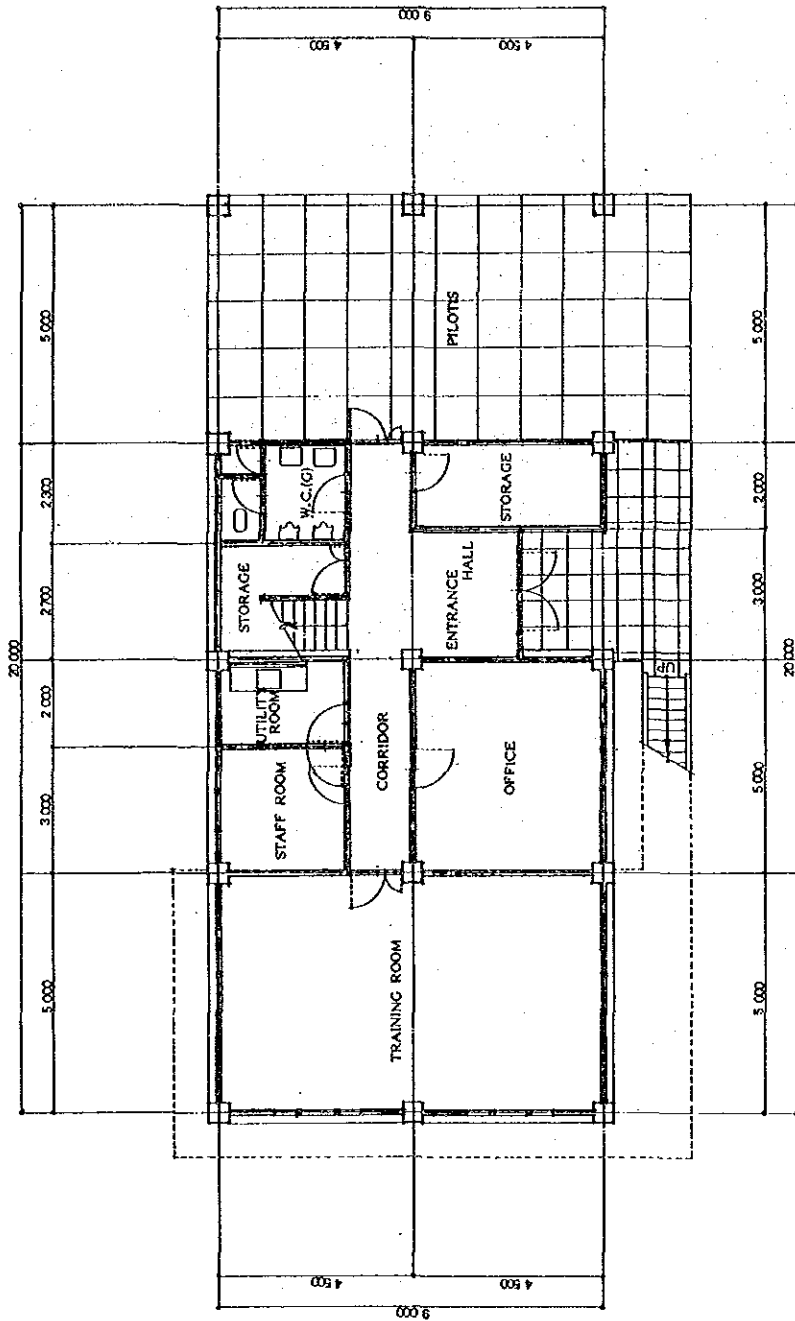 9 000
4 500
4 500
5 000
2 300
2 700
2 000
3 000
5 000
20 000
PILOTIS
W.C.(G)
STORAGE
STORAGE
ENTRANCE
HALL
UTILITY
ROOM
STAFF ROOM
CORRIDOR
OFFICE
UP
TRAINING ROOM
5 000
2 000
3 000
5 000
5 000
20 000
4 500
4 500
9 000